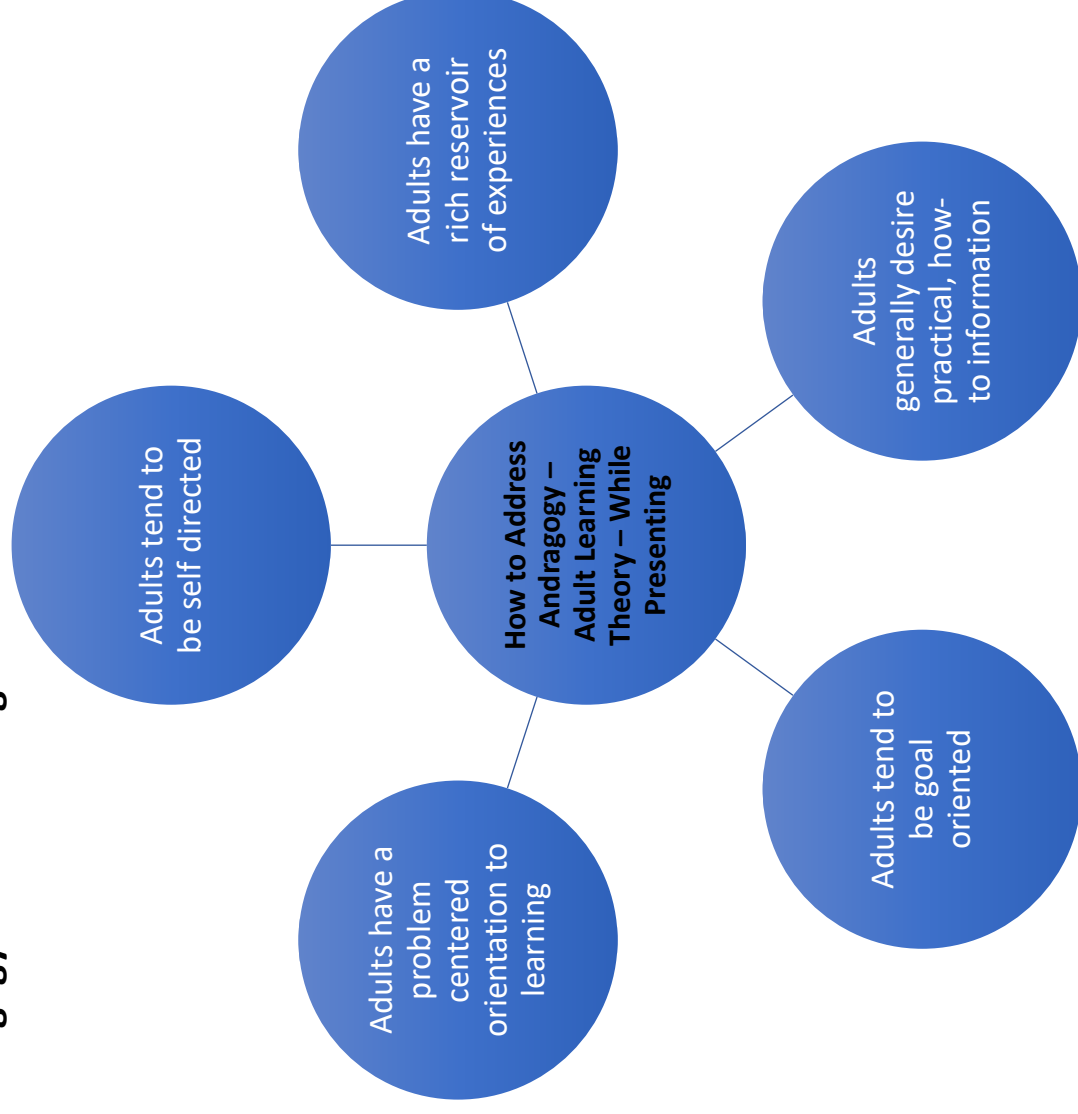 Adults tend to
be self directed
Adults have a
rich reservoir
of experiences
Adults
generally desire
practical, how-
to information
Adults tend to
be goal
oriented
Adults have a
problem
centered
orientation to
learning
How to Address
Andragogy –
Adult Learning
Theory – While
Presenting